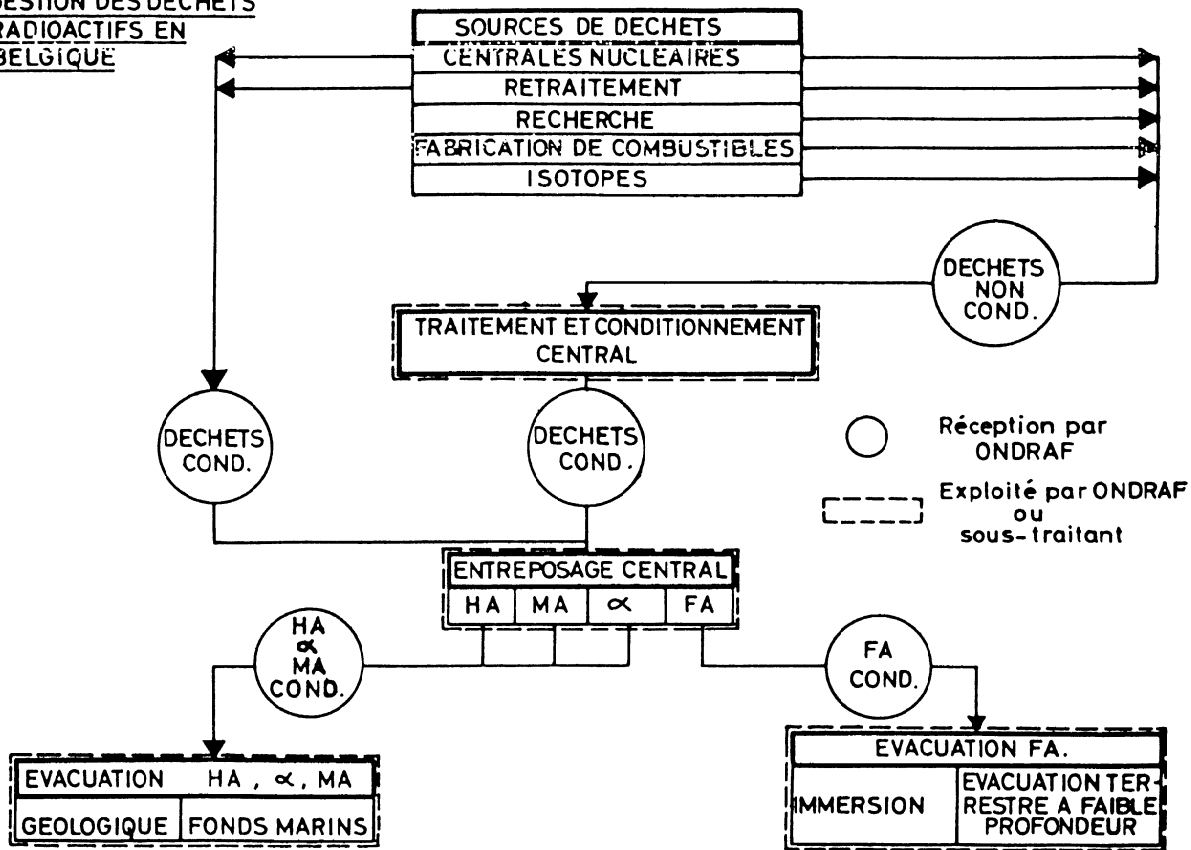 GESTION DES DECHETS
RADIOACTIFS EN
BELGIQUE
SOURCES DE DECHETS
CENTRALES NUCLEAIRES
RETRAITEMENT
RECHERCHE
FABRICATION DE COMBUSTIBLES
ISOTOPES
DECHETS
NON
COND.
TRAITEMENT ET CONDITIONNEMENT
CENTRAL
DECHETS
COND.
DECHETS
COND.
Réception par
ONDRAF
Exploité par ONDRAF
ou
sous-traitant
ENTREPOSAGE CENTRAL
HA MA α FA
HA
α
MA
COND.
FA
COND.
EVACUATION HA , α, MA
GEOLOGIQUE FONDS MARINS
EVACUATION FA.
IMMERSION
EVACUATION TER-
RESTRE A FAIBLE
PROFONDEUR